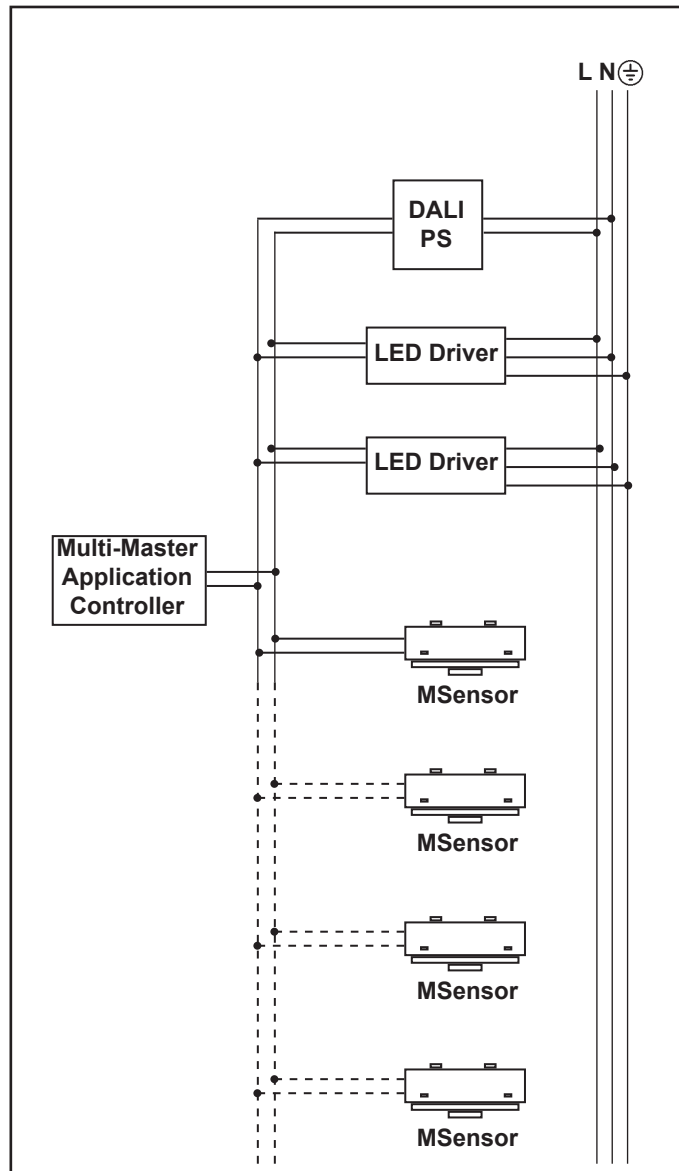 L N
DALI
PS
LED Driver
LED Driver
Multi-Master
Application
Controller
MSensor
MSensor
MSensor
MSensor